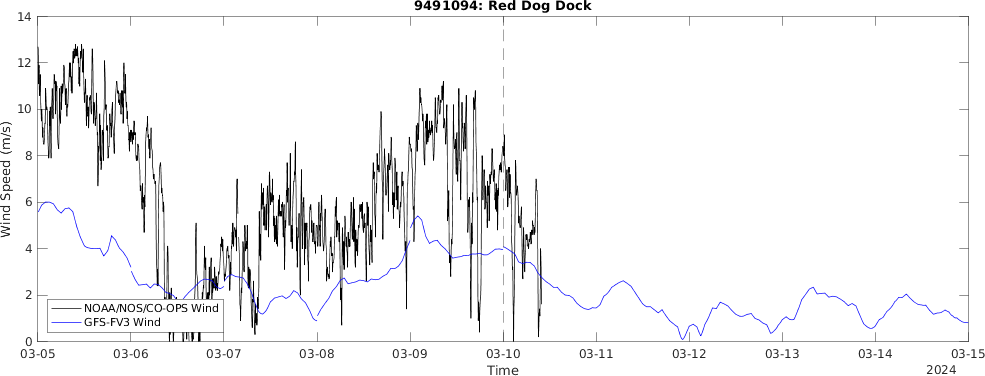 9491094: Red Dog Dock
14
12
10
8
6
4
2
0
Wind Speed (m/s)
NOAA/NOS/CO-OPS Wind
GFS-FV3 Wind
03-05 03-06 03-07 03-08 03-09 03-10 03-11 03-12 03-13 03-14 03-15
Time
2024